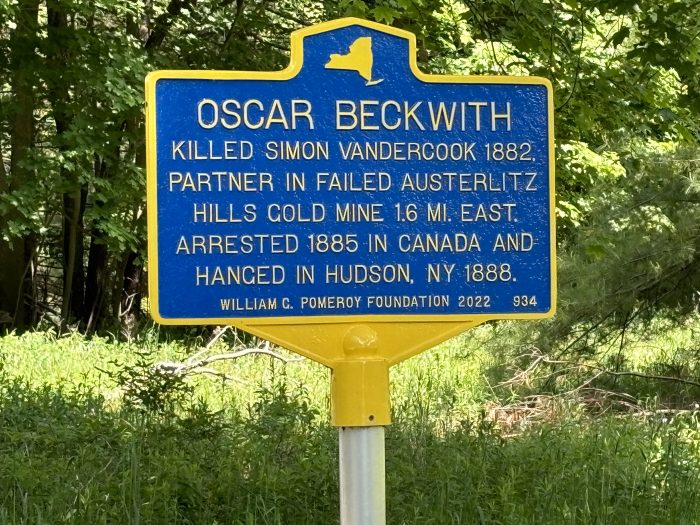 OSCAR BECKWITH
KILLED SIMON VANDERCOOK 1882,
PARTNER IN FAILED AUSTERLITZ
HILLS GOLD MINE 1.6 MI. EAST.
ARRESTED 1885 IN CANADA AND
HANGED IN HUDSON, NY 1888.
WILLIAM G. POMEROY FOUNDATION 2022 934